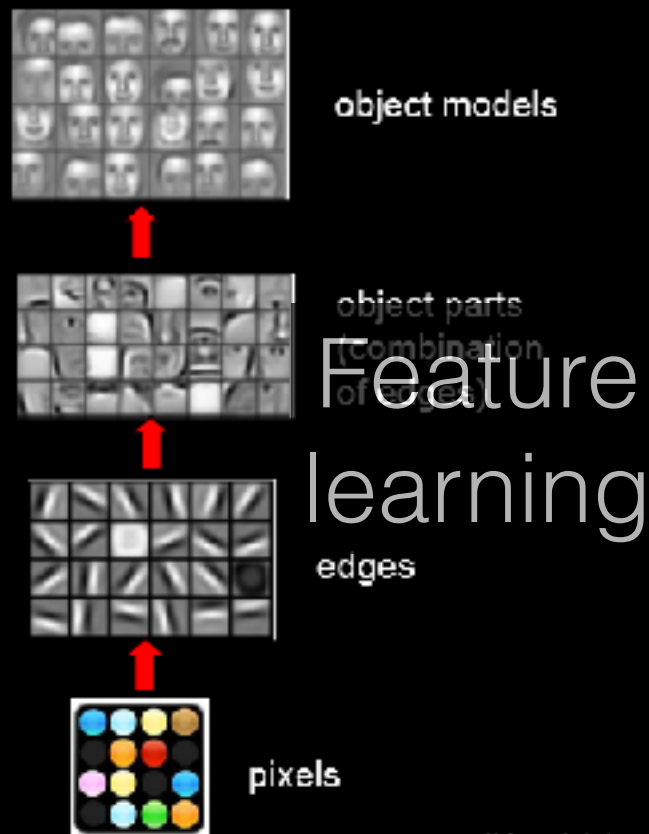 object models
object parts
(combination
of edges)
Feature
learning
edges
pixels